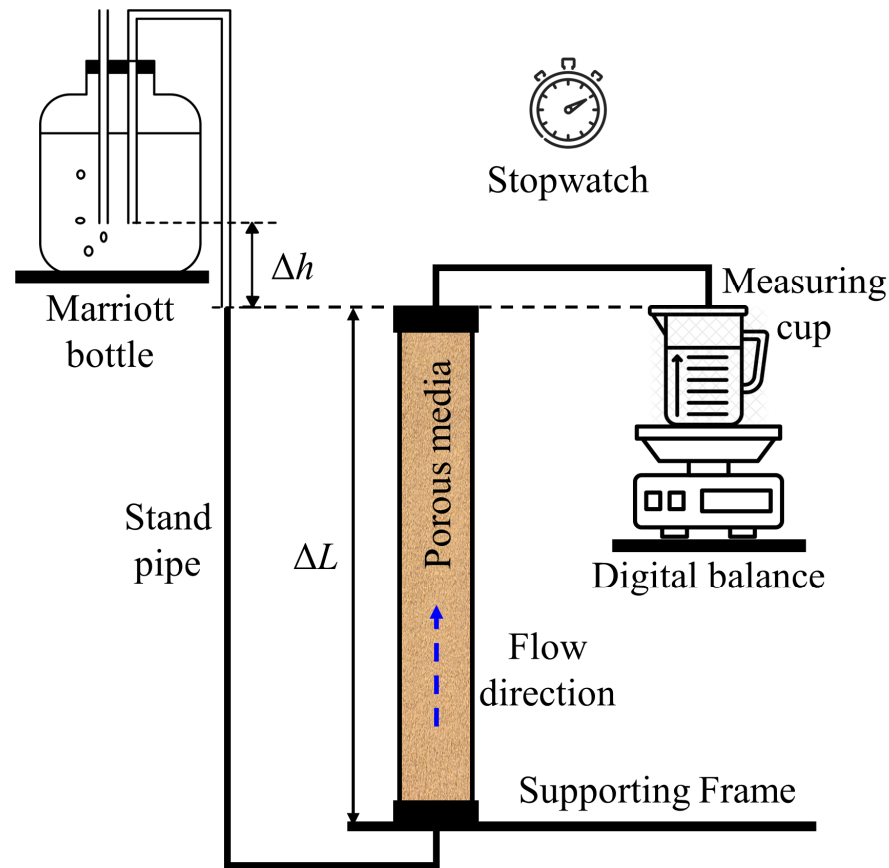 Stopwatch
Δh
Marriott
bottle
Measuring
cup
Porous media
Stand
pipe
ΔL
Digital balance
Flow
direction
Supporting Frame